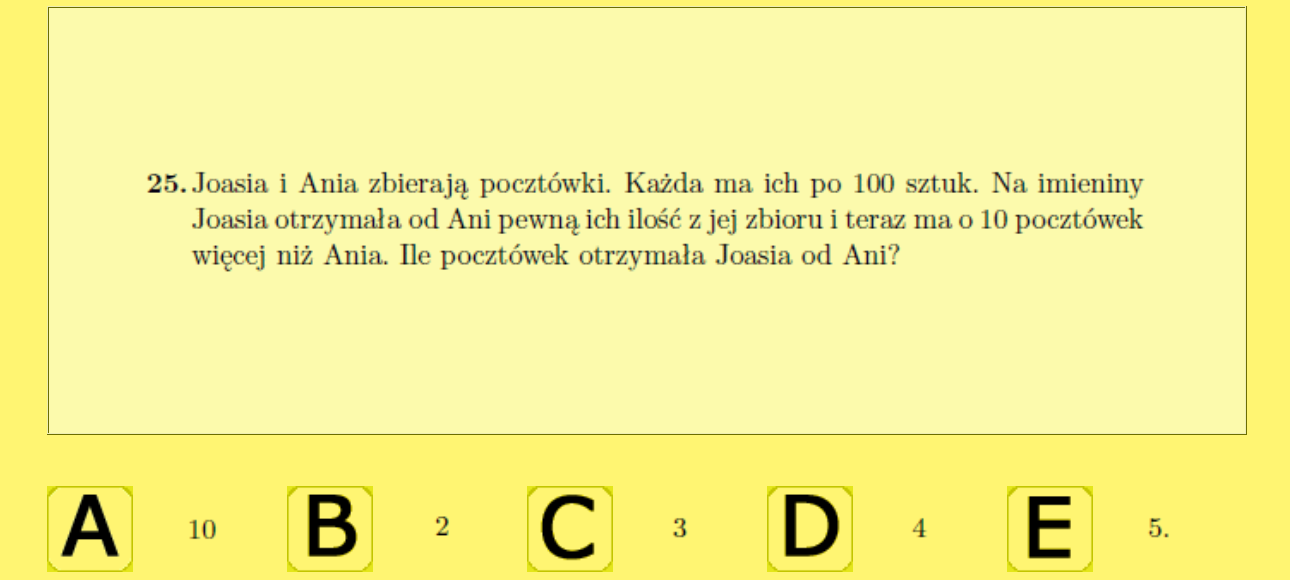 25. Joasia i Ania zbierają pocztówki. Każda ma ich po 100 sztuk. Na imieniny
Joasia otrzymała od Ani pewną ich ilość z jej zbioru i teraz ma o 10 pocztówek
więcej niż Ania. Ile pocztówek otrzymała Joasia od Ani?
A 10 B 2 C 3 D 4 E 5.